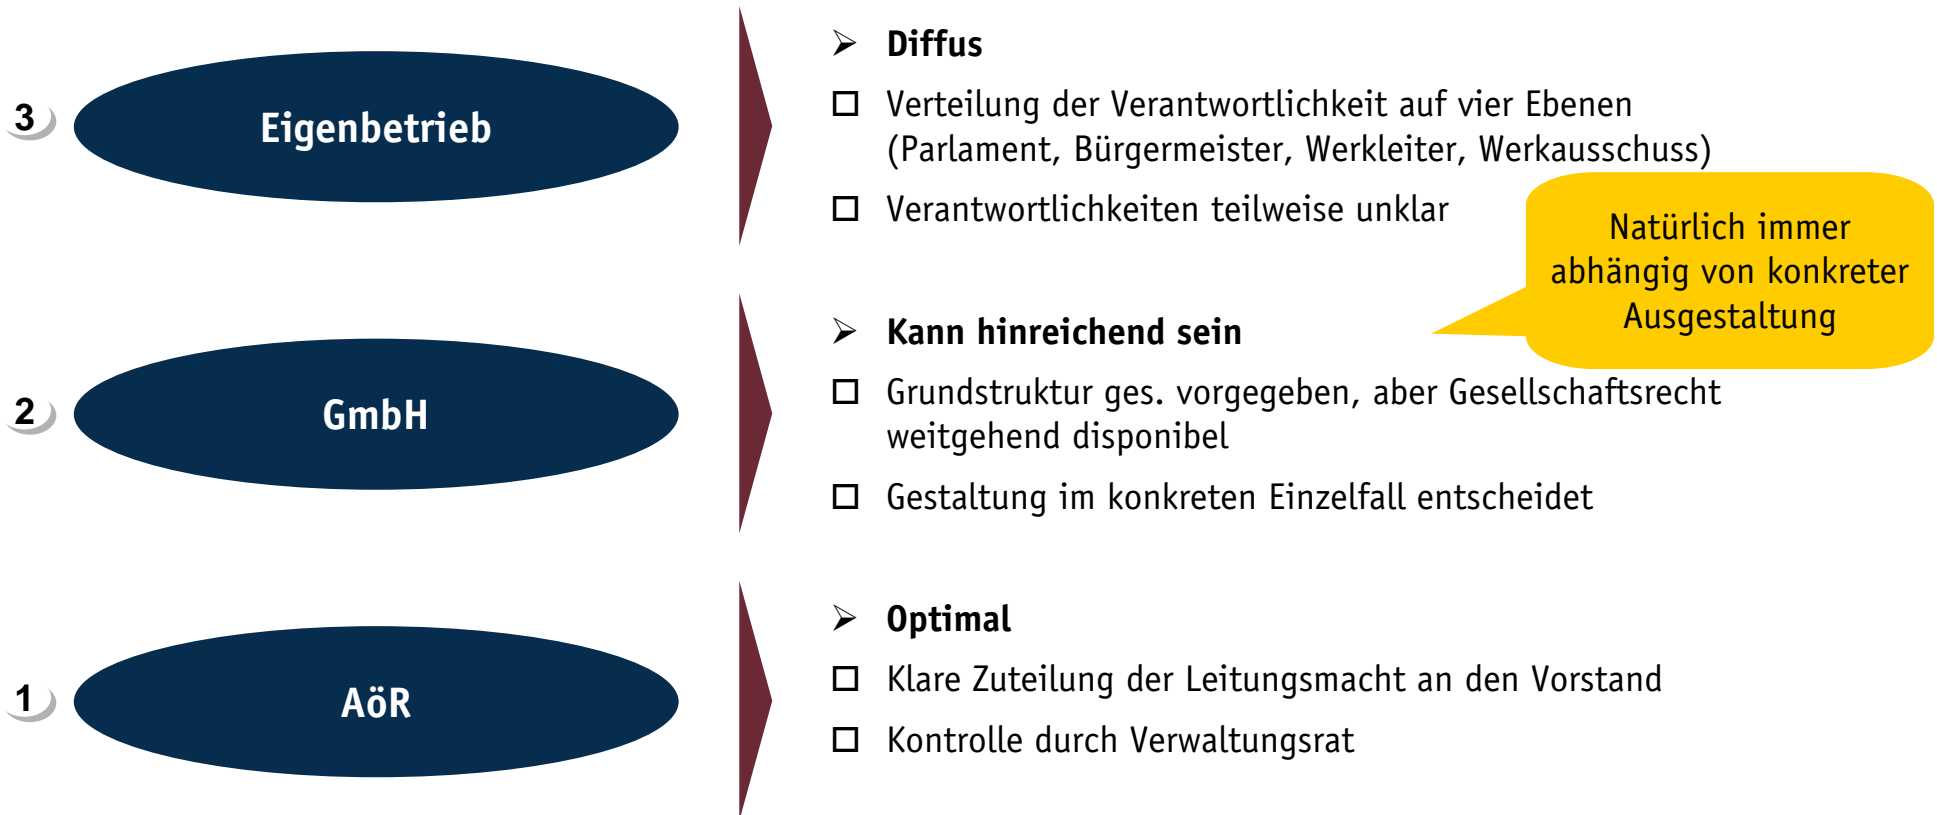 3
Eigenbetrieb
➢ Diffus
□ Verteilung der Verantwortlichkeit auf vier Ebenen
(Parlament, Bürgermeister, Werkleiter, Werkausschuss)
□ Verantwortlichkeiten teilweise unklar
Natürlich immer
abhängig von konkreter
Ausgestaltung
2
GmbH
➢ Kann hinreichend sein
□ Grundstruktur ges. vorgegeben, aber Gesellschaftsrecht
weitgehend disponibel
□ Gestaltung im konkreten Einzelfall entscheidet
1
AöR
➢ Optimal
□ Klare Zuteilung der Leitungsmacht an den Vorstand
□ Kontrolle durch Verwaltungsrat